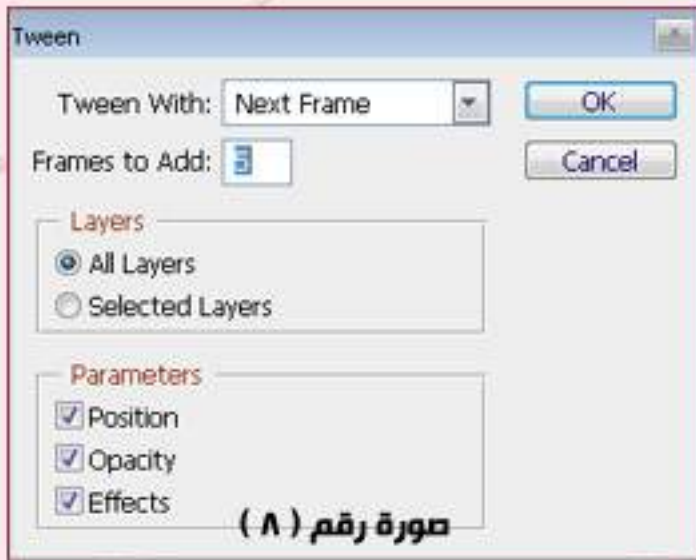 Tween
Tween With: Next Frame
OK
Frames to Add: 5
Cancel
Layers
All Layers
Selected Layers
Parameters
Position
Opacity
Effects
صورة رقم ( ٨ )